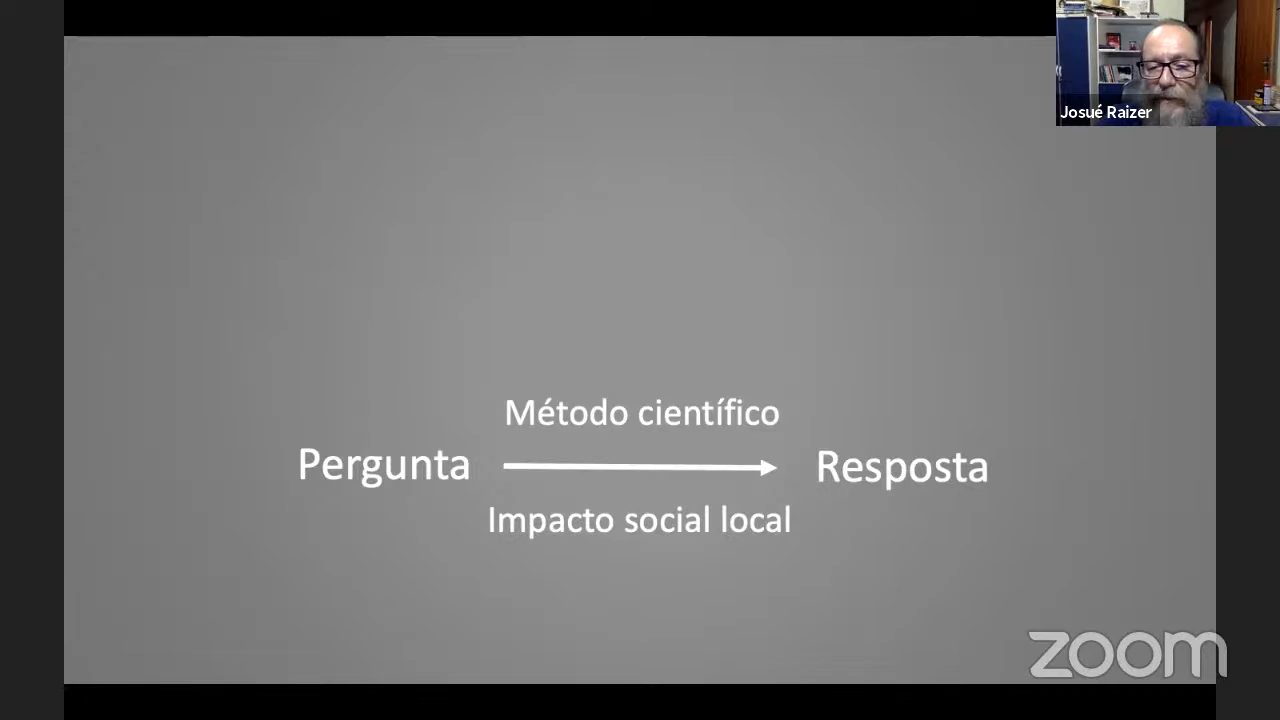 Josué Raizer
Método científico
Pergunta
Resposta
Impacto social local
zoom